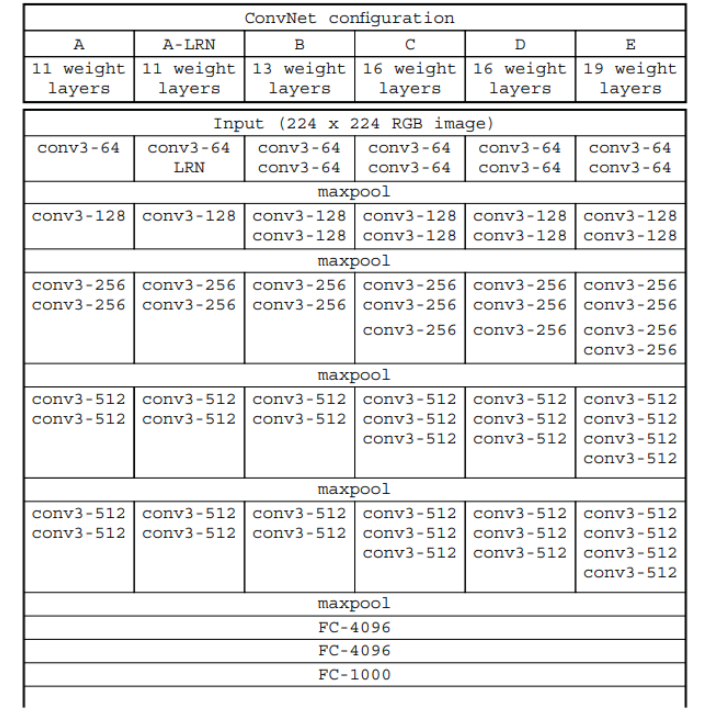 ConvNet configuration
A A-LRN B C D E
11 weight 11 weight 13 weight 16 weight 16 weight 19 weight
layers layers layers layers layers layers
Input (224 x 224 RGB image)
conv3-64 conv3-64 conv3-64 conv3-64 conv3-64 conv3-64
LRN conv3-64 conv3-64 conv3-64 conv3-64
maxpool
conv3-128 conv3-128 conv3-128 conv3-128 conv3-128 conv3-128
conv3-128 conv3-128 conv3-128 conv3-128
maxpool
conv3-256 conv3-256 conv3-256 conv3-256 conv3-256 conv3-256
conv3-256 conv3-256 conv3-256 conv3-256 conv3-256 conv3-256
conv3-256 conv3-256 conv3-256
conv3-256
maxpool
conv3-512 conv3-512 conv3-512 conv3-512 conv3-512 conv3-512
conv3-512 conv3-512 conv3-512 conv3-512 conv3-512 conv3-512
conv3-512 conv3-512 conv3-512
conv3-512
maxpool
conv3-512 conv3-512 conv3-512 conv3-512 conv3-512 conv3-512
conv3-512 conv3-512 conv3-512 conv3-512 conv3-512 conv3-512
conv3-512 conv3-512 conv3-512
conv3-512
maxpool
FC-4096
FC-4096
FC-1000